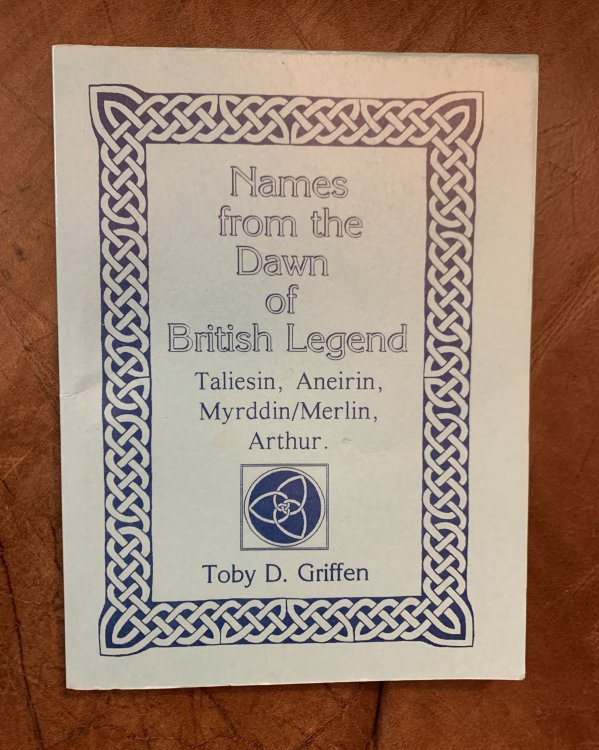 Names
from the
Dawn
of
British Legend
Taliesin, Aneirin,
Myrddin/Merlin,
Arthur.
Toby D. Griffen